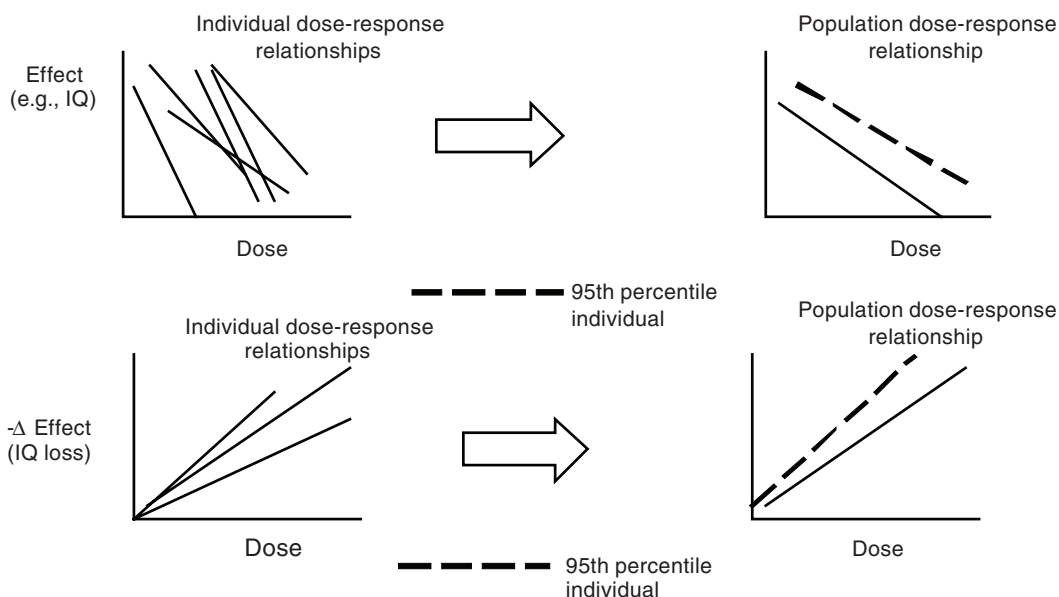 Individual dose-response
relationships
Population dose-response
relationship
Effect
(e.g., IQ)
Dose
Dose
95th percentile
individual
Individual dose-response
relationships
Population dose-response
relationship
-Δ Effect
(IQ loss)
Dose
Dose
95th percentile
individual